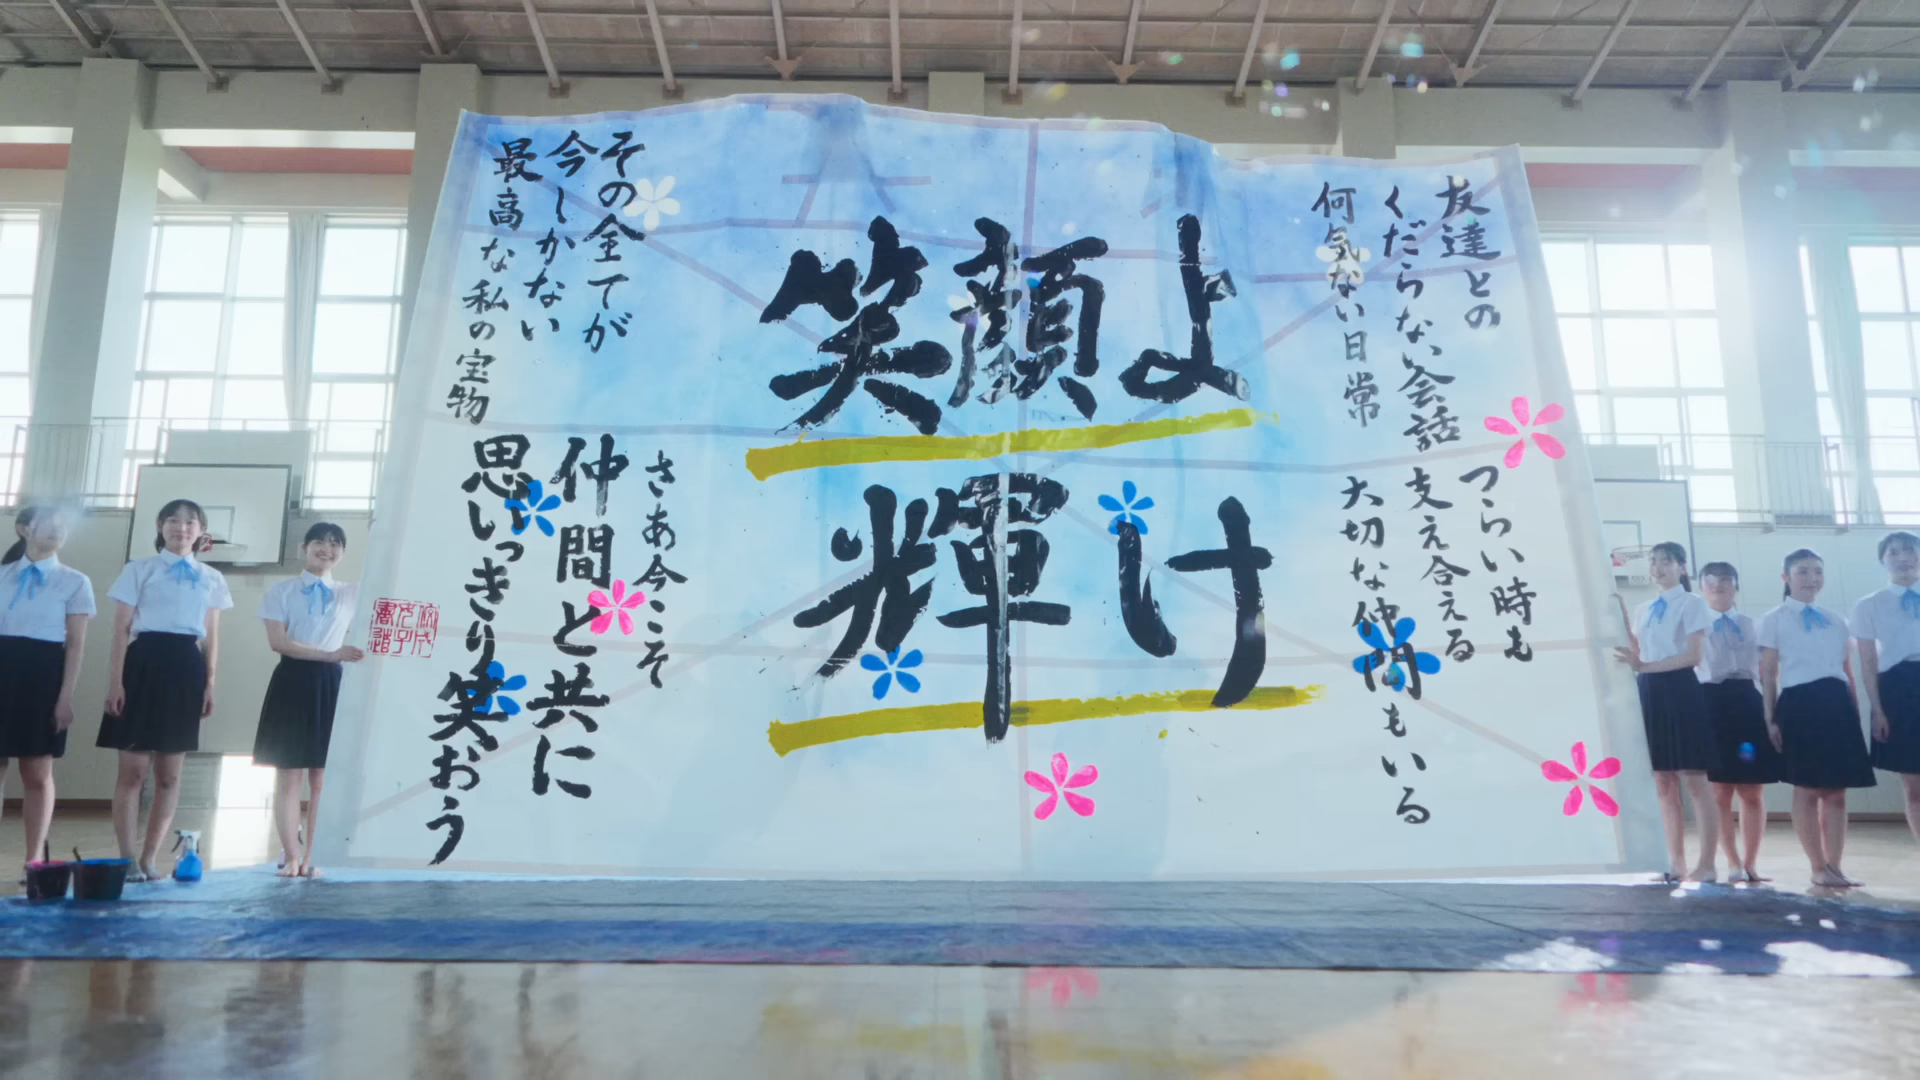 友達との
くだらない会話
何気ない日常
つらい時も
支え合える
大切な仲間もいる
笑顔よ
輝け
その全てが
今しかない
最高な私の宝物
さあ今こそ
仲間と共に
思いっきり笑おう